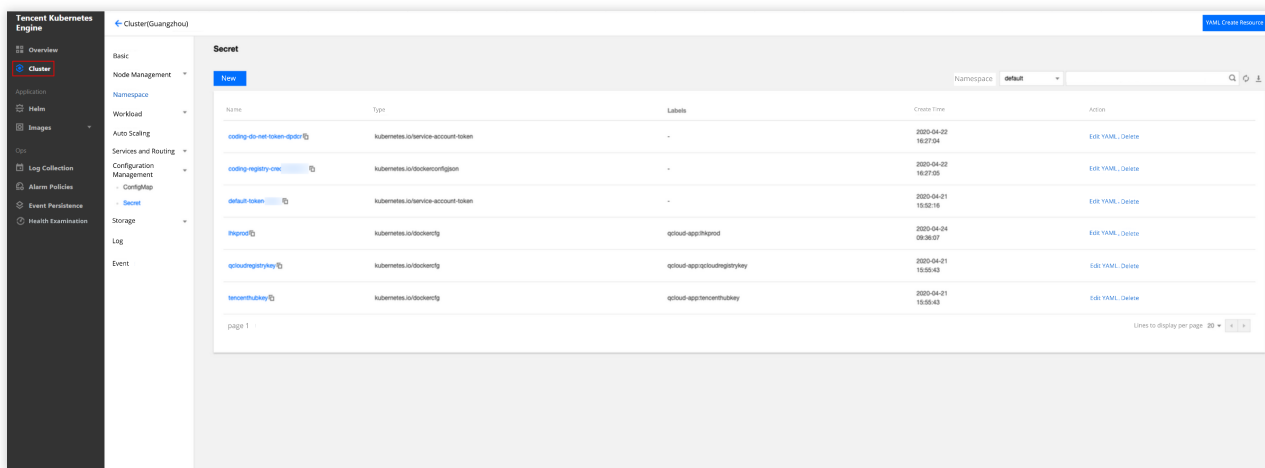 Tencent Kubernetes
Engine
Overview
Cluster
Application
Helm
Images
Ops
Log Collection
Alarm Policies
Event Persistence
Health Examination
Cluster(Guangzhou)
YAML Create Resource
Basic
Node Management
Namespace
Workload
Auto Scaling
Services and Routing
Configuration
Management
ConfigMap
Secret
Storage
Log
Event
Secret
New
Namespace default
Name Type Labels Create Time Action
coding-do-net-token-dpdcr kubernetes.io/service-account-token - 2020-04-22 Edit YAML, Delete
16:27:04
coding-registry-cred kubernetes.io/dockerconfigjson - 2020-04-22 Edit YAML, Delete
16:27:05
default-token kubernetes.io/service-account-token - 2020-04-21 Edit YAML, Delete
15:52:16
lhkprod kubernetes.io/dockercfg qcloud-app:lhkprod 2020-04-24 Edit YAML, Delete
09:36:07
qcloudregistrykey kubernetes.io/dockercfg qcloud-app:qcloudregistrykey 2020-04-21 Edit YAML, Delete
15:55:43
tencenthubkey kubernetes.io/dockercfg qcloud-app:tencenthubkey 2020-04-21 Edit YAML, Delete
15:55:43
page 1
Lines to display per page 20